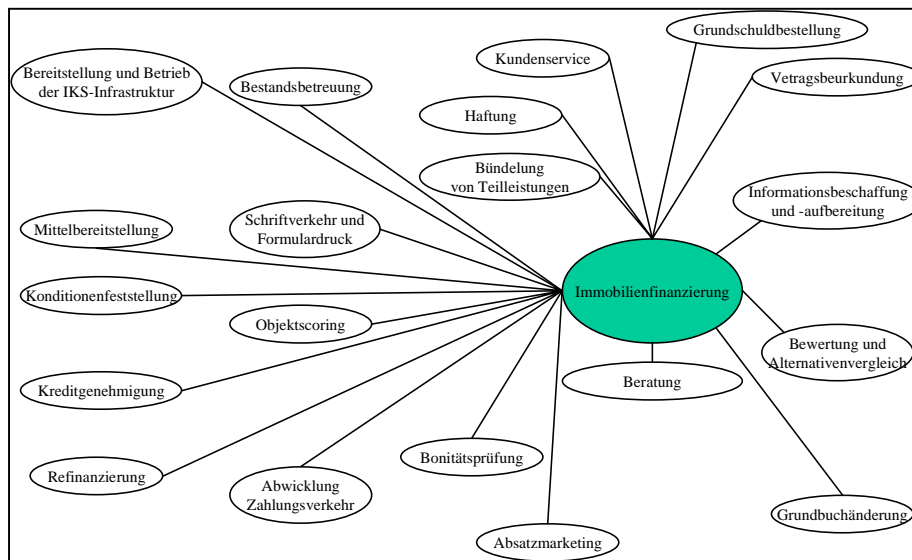 Grundschuldbestellung
Kundenservice
Bereitstellung und Betrieb
der IKS-Infrastruktur
Bestandsbetreuung
Vetragsbeurkundung
Haftung
Bündelung
von Teilleistungen
Informationsbeschaffung
und -aufbereitung
Mittelbereitstellung
Schriftverkehr und
Formulardruck
Konditionenfeststellung
Immobilienfinanzierung
Objektscoring
Bewertung und
Alternativenvergleich
Kreditgenehmigung
Beratung
Bonitätsprüfung
Refinanzierung
Abwicklung
Zahlungsverkehr
Grundbuchänderung
Absatzmarketing